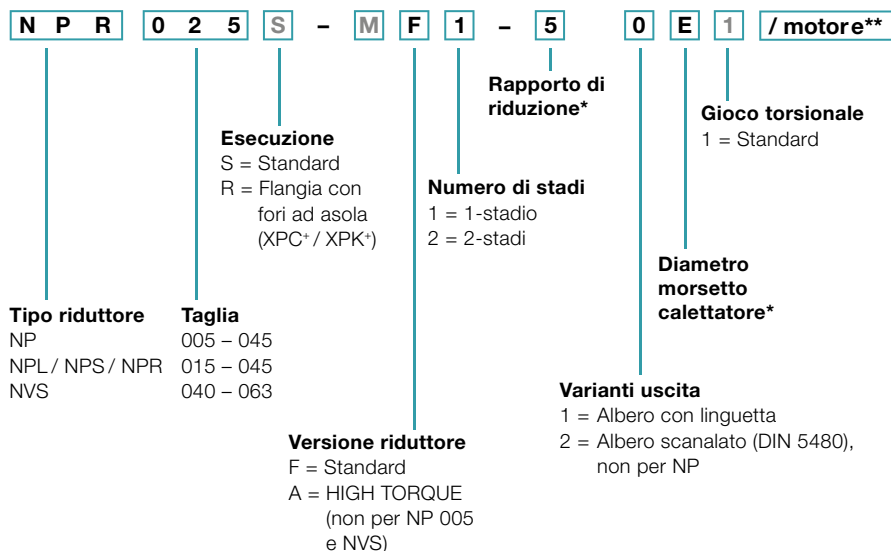 N P R 0 2 5 S – M F 1 – 5 0 E 1 / motore**
Rapporto di
riduzione*
Gioco torsionale
1 = Standard
Esecuzione
S = Standard
R = Flangia con
fori ad asola
(XPC+ / XPK+)
Numero di stadi
1 = 1-stadio
2 = 2-stadi
Diametro
morsetto
calettatore*
Tipo riduttore Taglia
NP 005 – 045
NPL / NPS / NPR 015 – 045
NVS 040 – 063
Varianti uscita
1 = Albero con linguetta
2 = Albero scanalato (DIN 5480),
non per NP
Versione riduttore
F = Standard
A = HIGH TORQUE
(non per NP 005
e NVS)